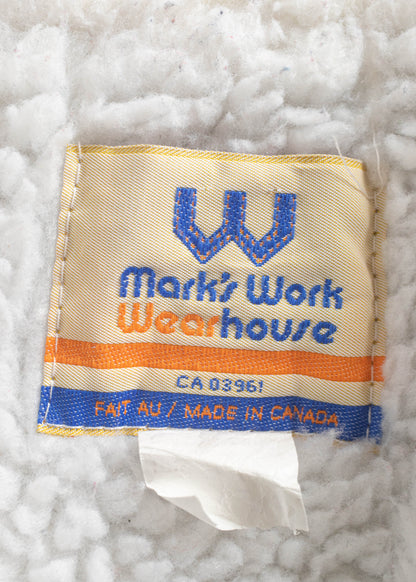 W
Mark's Work
Wearhouse
CA 03961
FAIT AU / MADE IN CANADA